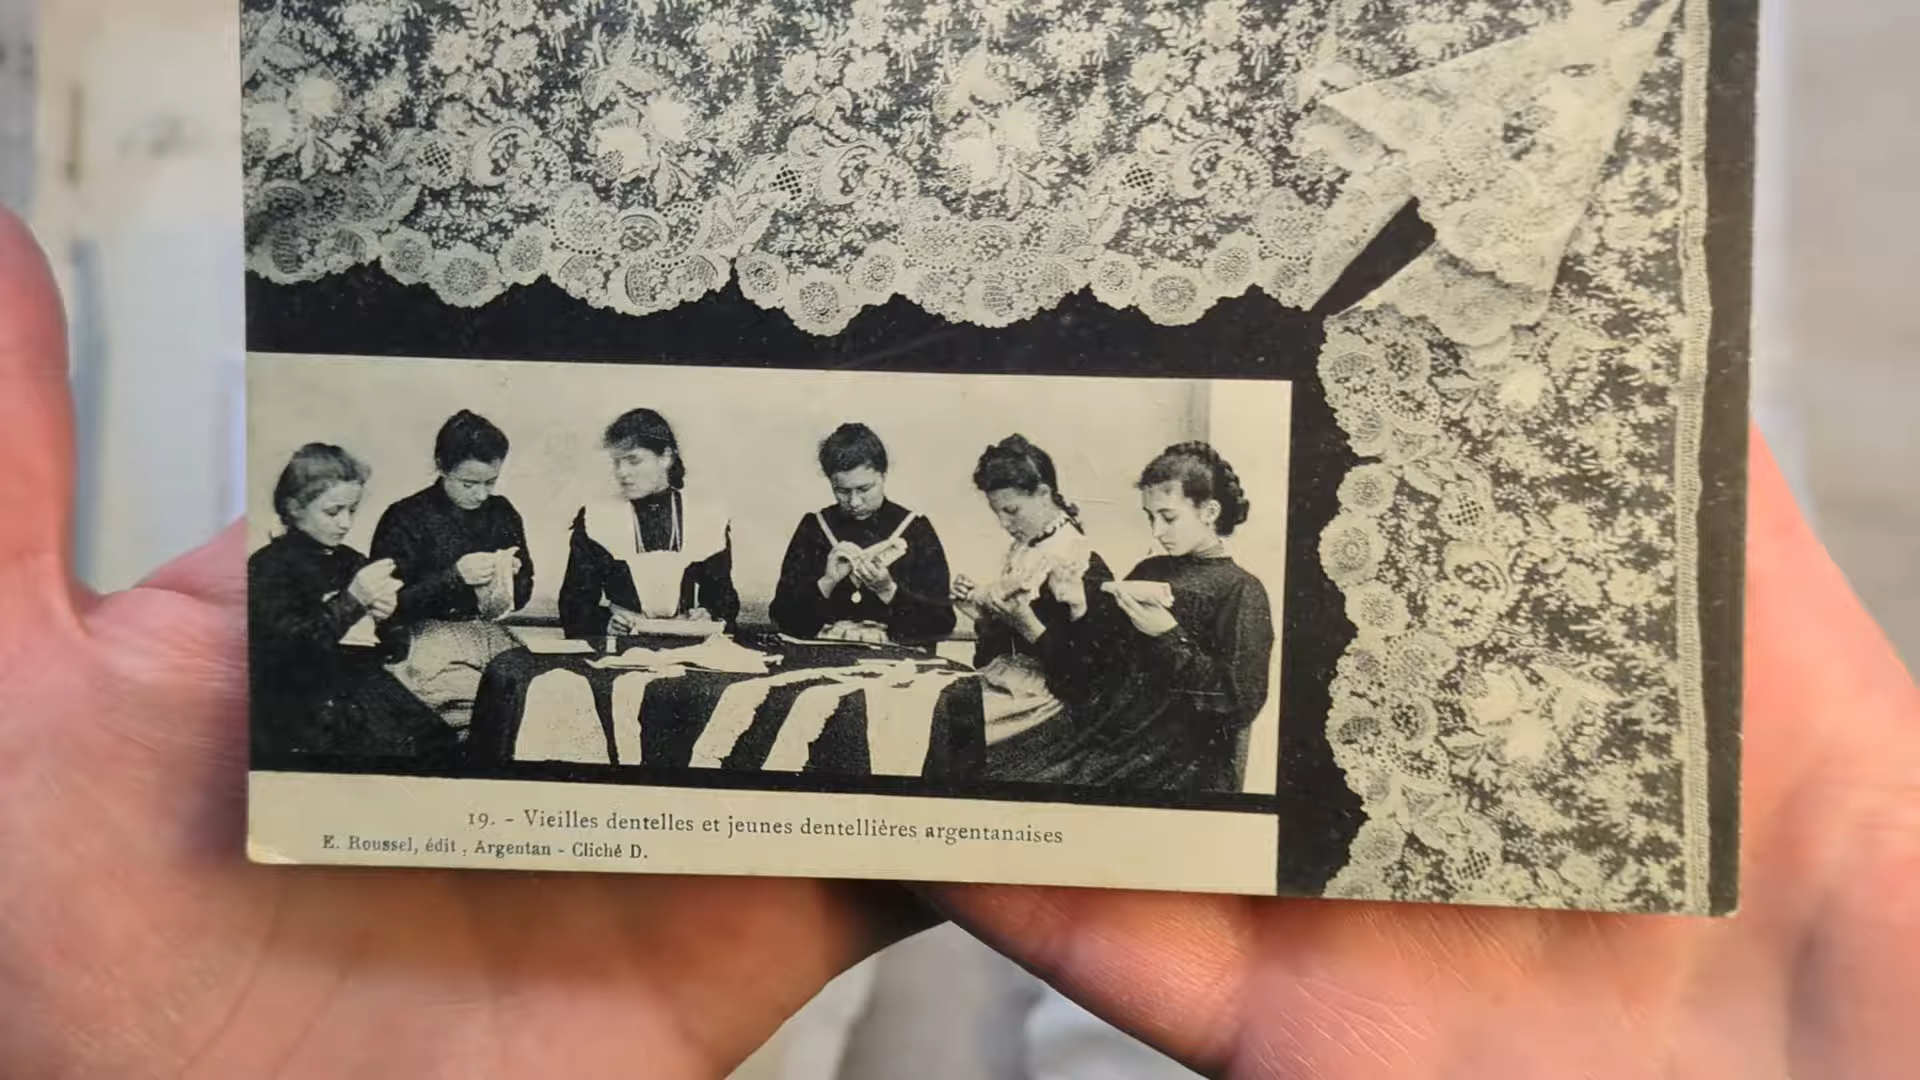 19. - Vieilles dentelles et jeunes dentellières argentanaises
E. Roussel, édit, Argentan - Cliché D.